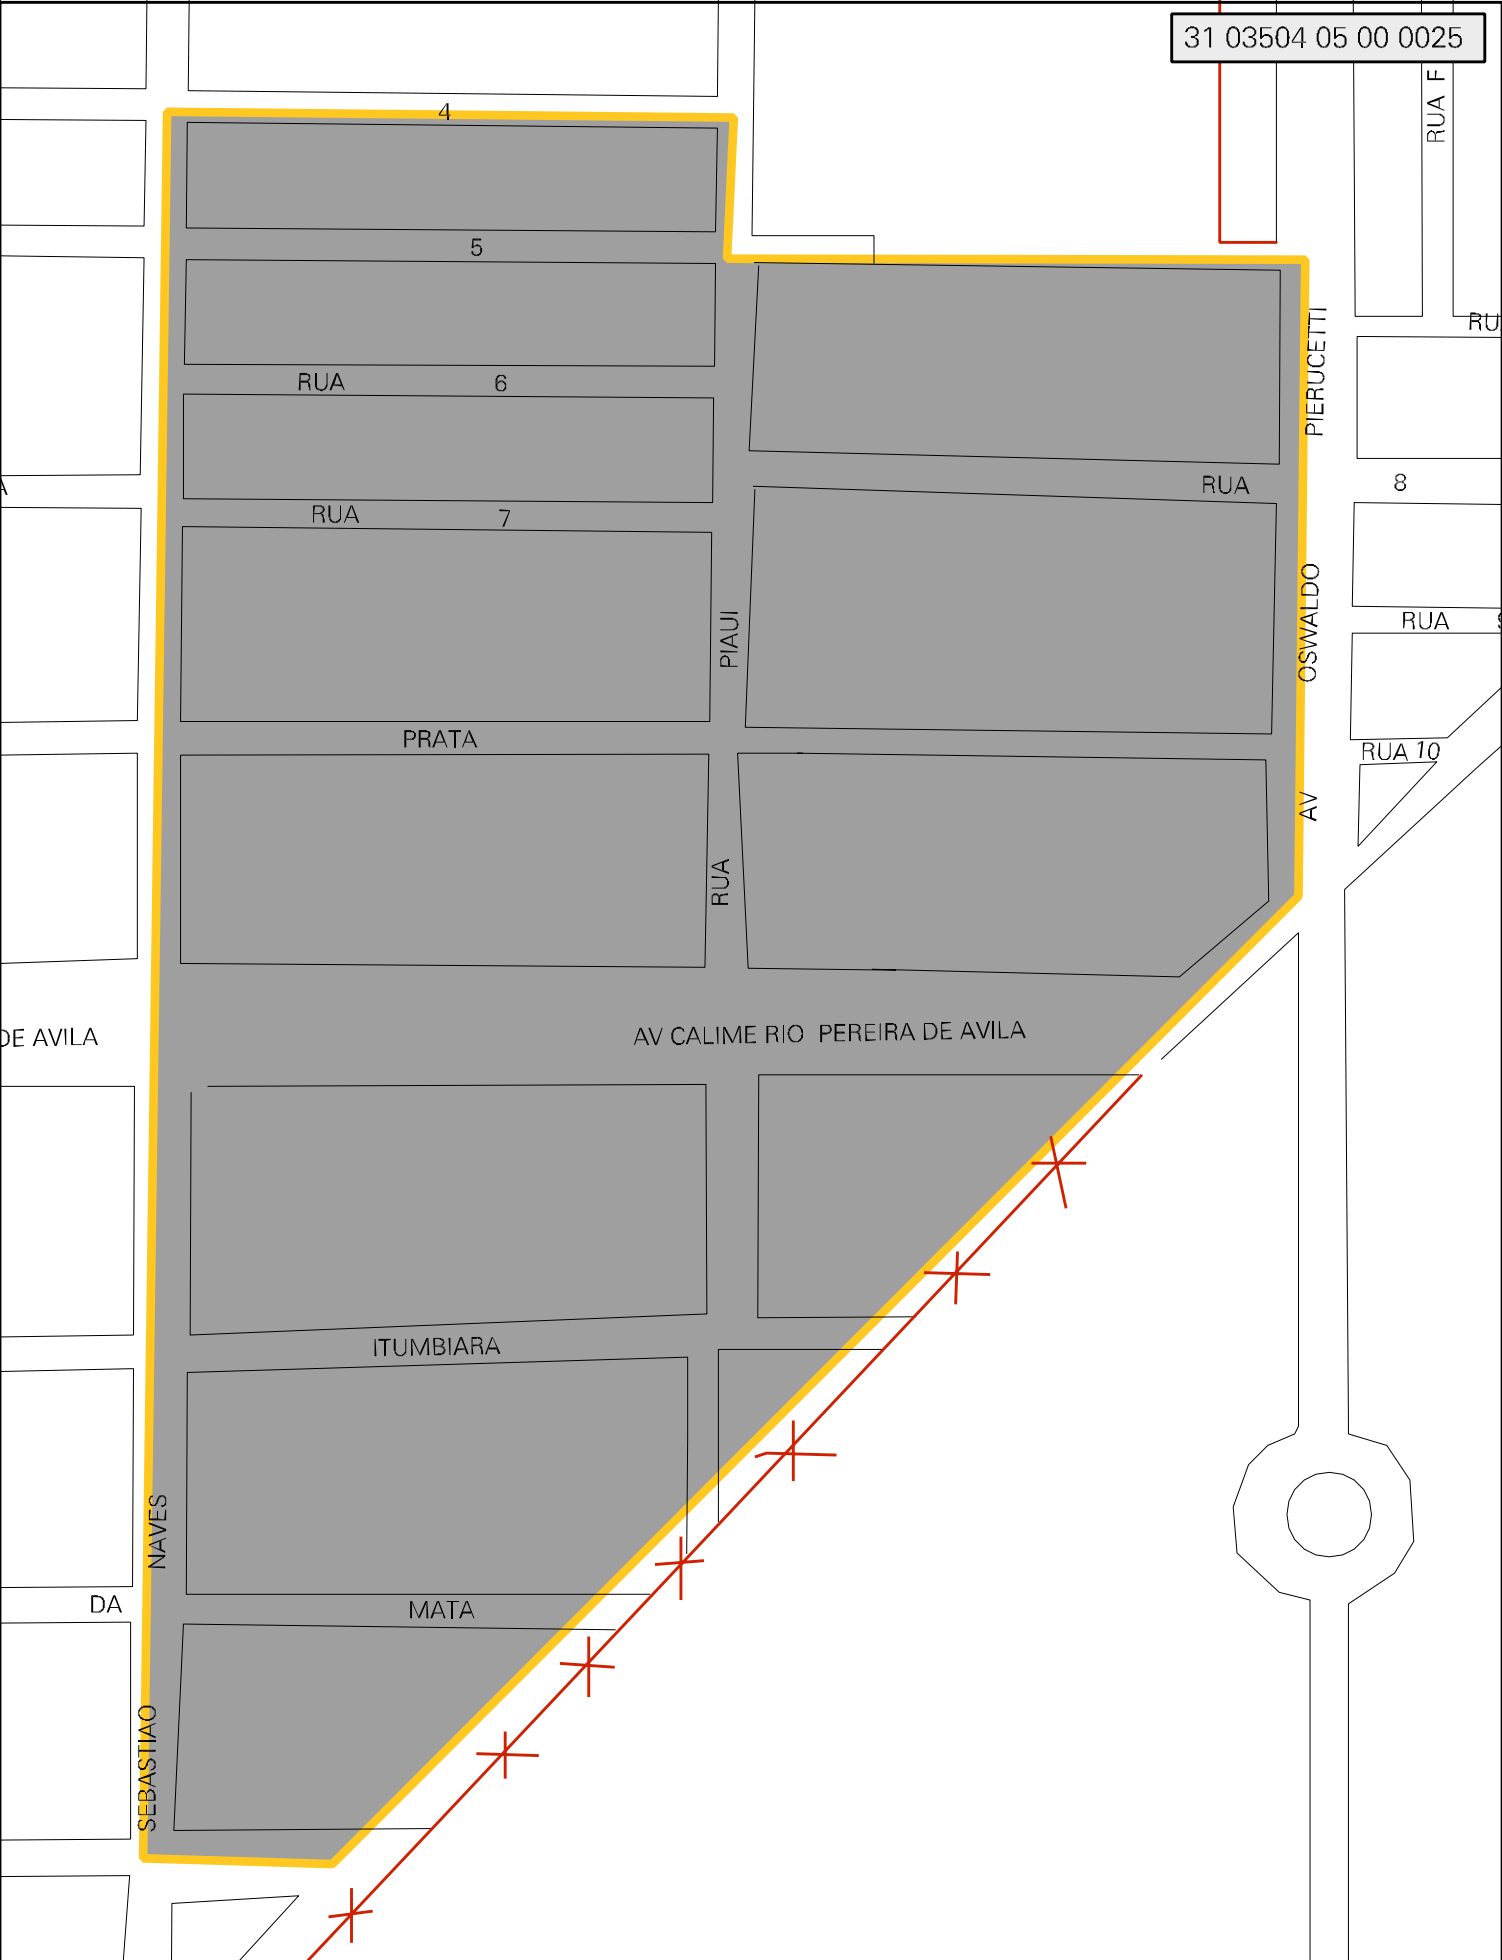 31 03504 05 00 0025
RUA F
4
5
RUA 6
PIERUCETTI
RUA 8
RUA 7
OSWALDO
RUA
PIAUI
PRATA
RUA 10
AV
RUA
DE AVILA
AV CALIME RIO PEREIRA DE AVILA
ITUMBIARA
NAVES
DA
MATA
SEBASTIAO